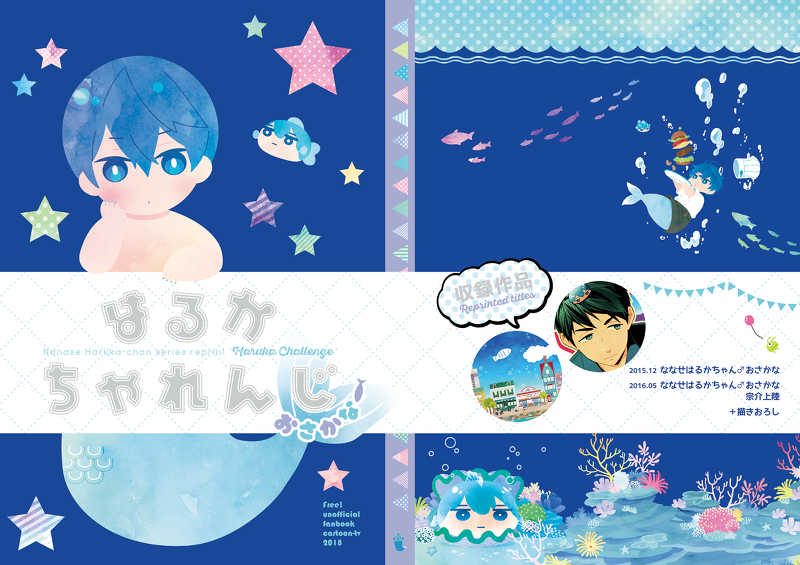 はるか
Nanase Haruka-chan series reprint Haruka Challenge
ちゃれんじ
おさかな
Free!
unofficial
fanbook
cartoon-tv
2018
収録作品
Reprinted titles
2015.12 ななせはるかちゃん♂おさかな
2016.05 ななせはるかちゃん♂おさかな
宗介上陸
+描きおろし